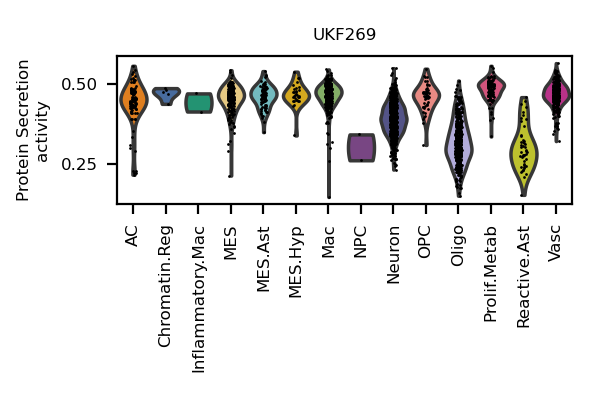 UKF269
Protein Secretion
activity
0.50
0.25
AC
Chromatin.Reg
Inflammatory.Mac
MES
MES.Ast
MES.Hyp
Mac
NPC
Neuron
OPC
Oligo
Prolif.Metab
Reactive.Ast
Vasc